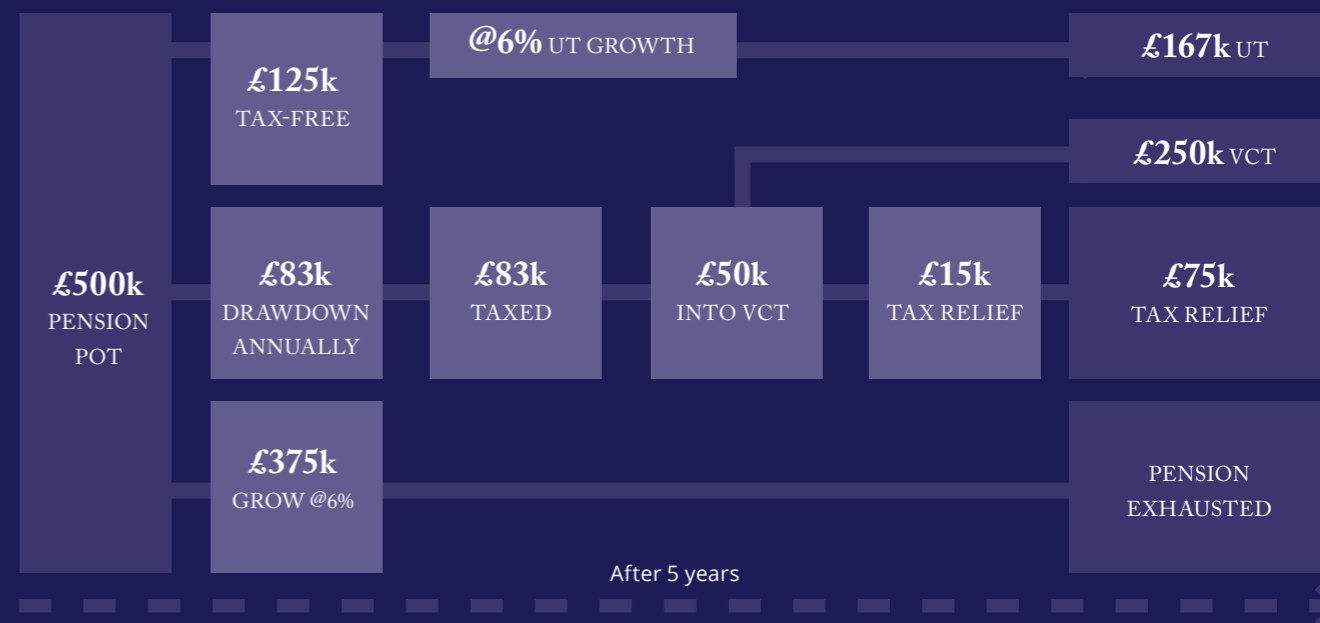 £500k
PENSION
POT
£125k
TAX-FREE
@6% UT GROWTH
£167k UT
£250k VCT
£83k
DRAWDOWN
ANNUALLY
£83k
TAXED
£50k
INTO VCT
£15k
TAX RELIEF
£75k
TAX RELIEF
£375k
GROW @6%
PENSION
EXHAUSTED
After 5 years